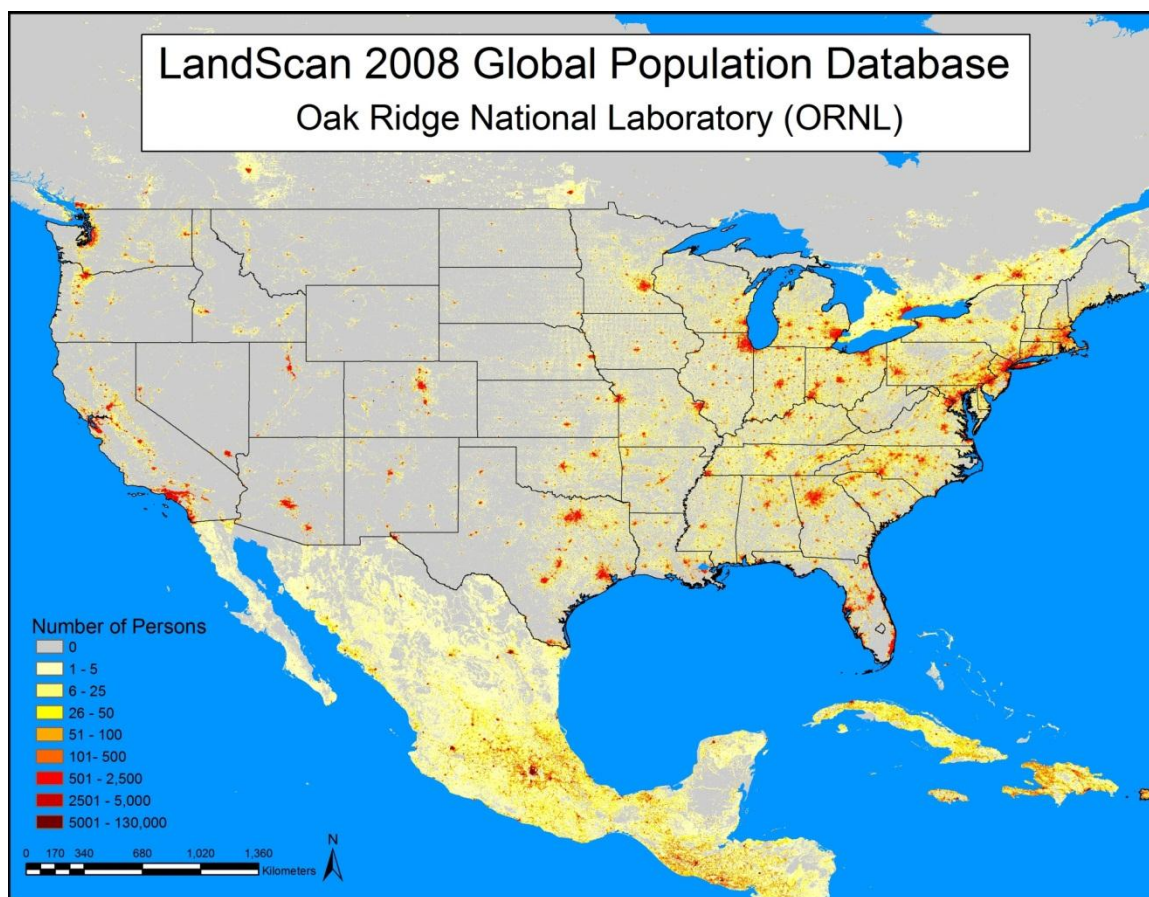 LandScan 2008 Global Population Database
Oak Ridge National Laboratory (ORNL)
Number of Persons
0
1 - 5
6 - 25
26 - 50
51 - 100
101- 500
501 - 2,500
2501 - 5,000
5001 - 130,000
N
0 170 340 680 1,020 1,360
Kilometers